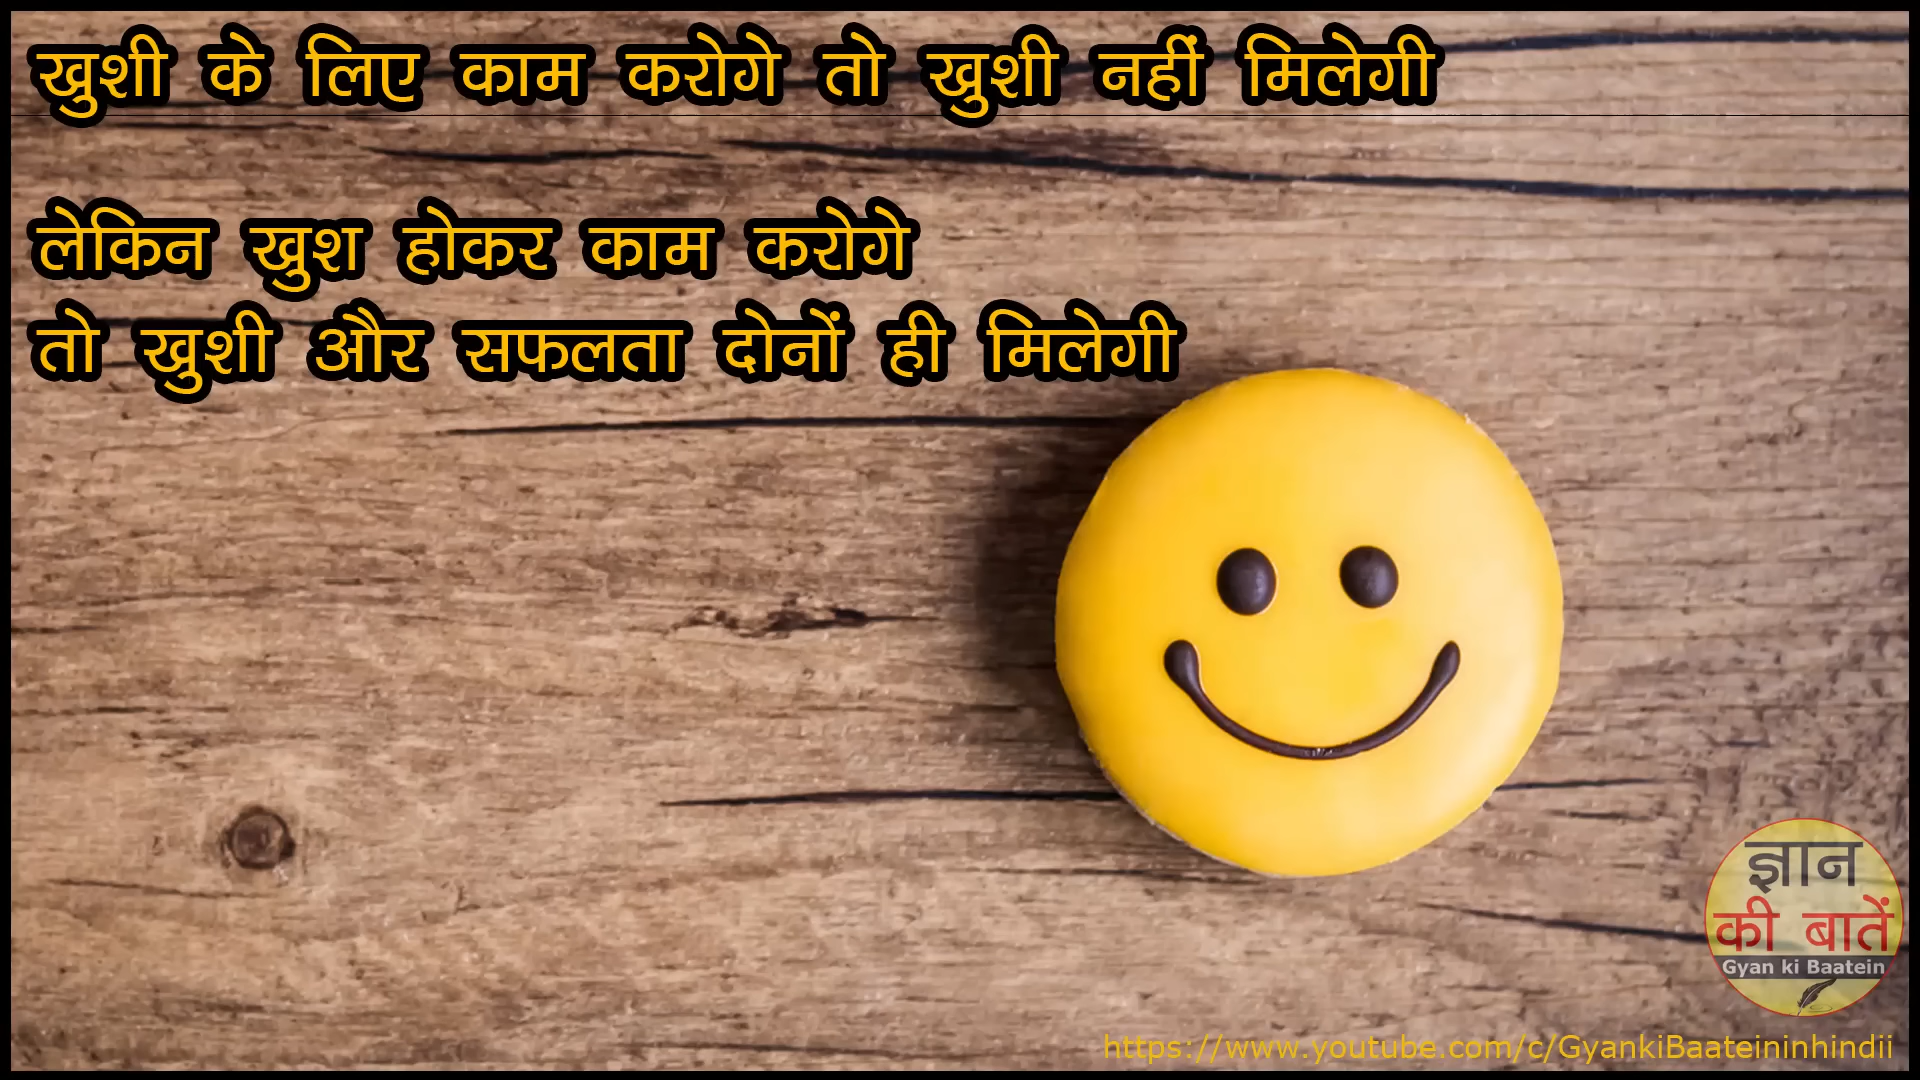 खुशी के लिए काम करोगे तो खुशी नहीं मिलेगी
लेकिन खुश होकर काम करोगे
तो खुशी और सफलता दोनों ही मिलेगी
ज्ञान
की बातें
Gyan ki Baatein
https://www.youtube.com/c/GyankiBaateininhindii